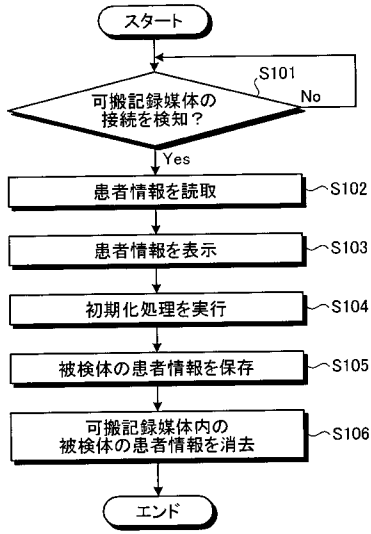 スタート
S101
可搬記録媒体の
接続を検知？
No
Yes
患者情報を読取
S102
患者情報を表示
S103
初期化処理を実行
S104
被検体の患者情報を保存
S105
可搬記録媒体内の
被検体の患者情報を消去
S106
エンド